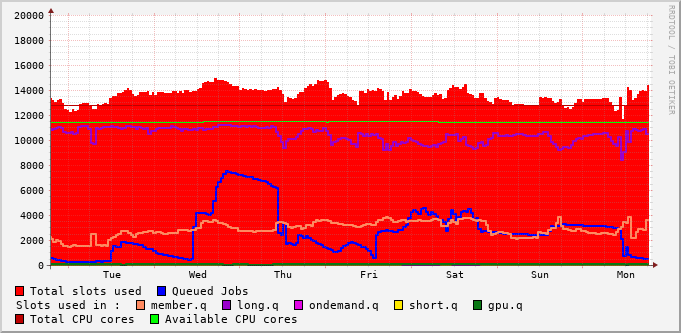 20000
18000
16000
14000
12000
10000
8000
6000
4000
2000
0
Tue Wed Thu Fri Sat Sun Mon
Total slots used Queued Jobs
Slots used in : member.q long.q ondemand.q short.q gpu.q
Total CPU cores Available CPU cores
RRDTOOL / TOBI OETIKER